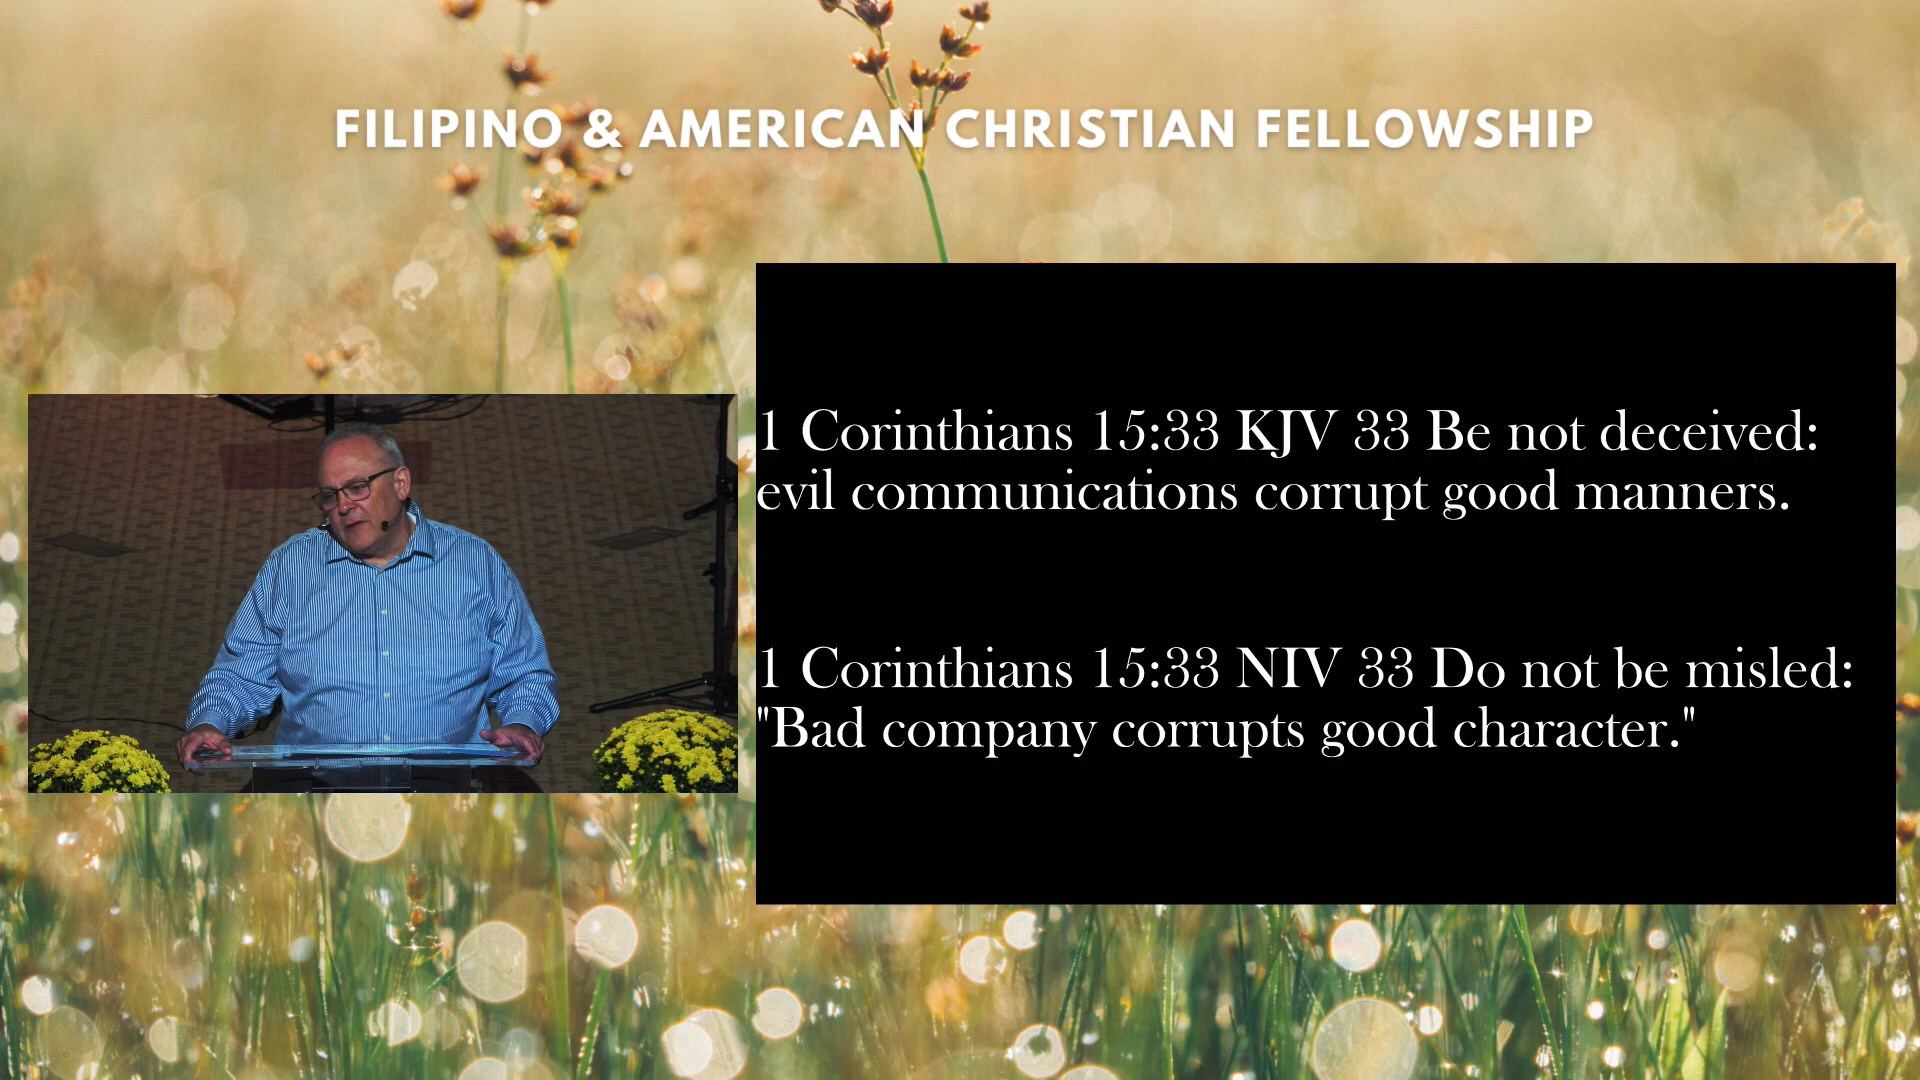 FILIPINO & AMERICAN CHRISTIAN FELLOWSHIP
1 Corinthians 15:33 KJV 33 Be not deceived:
evil communications corrupt good manners.
1 Corinthians 15:33 NIV 33 Do not be misled:
"Bad company corrupts good character."